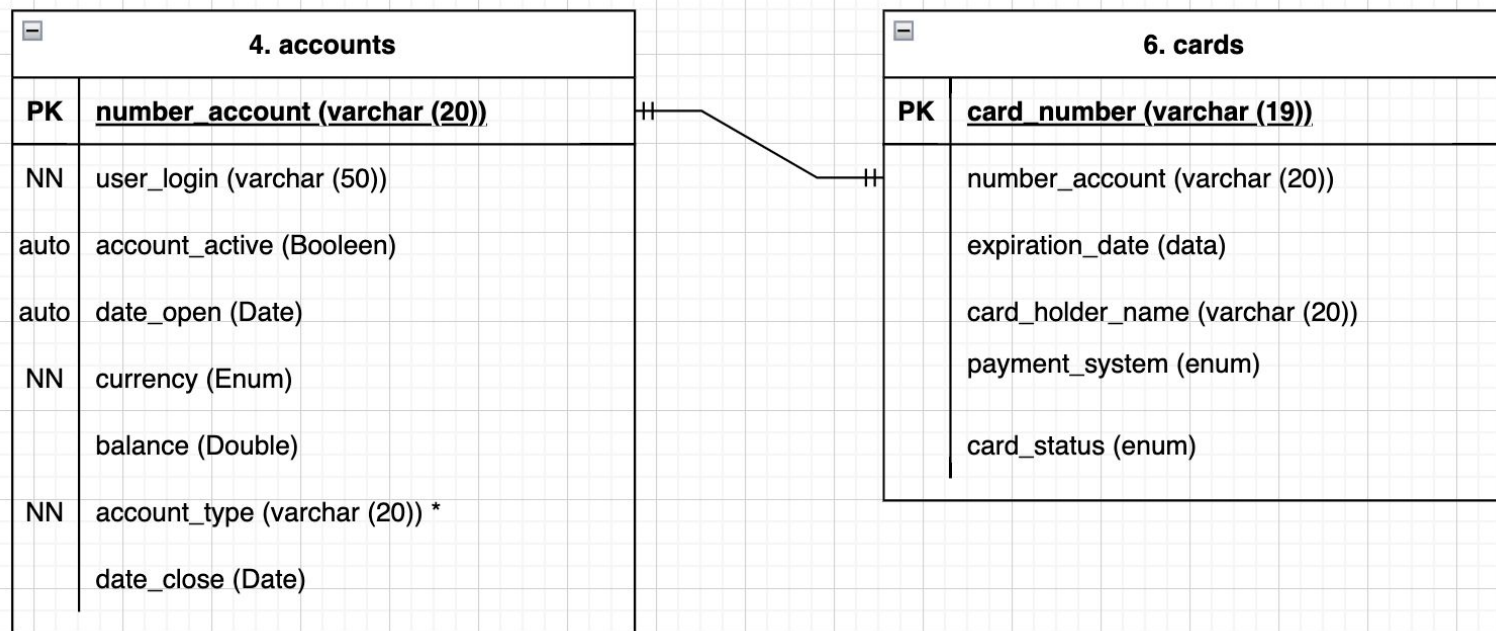 4. accounts
PK number_account (varchar (20))
NN user_login (varchar (50))
auto account_active (Booleen)
auto date_open (Date)
NN currency (Enum)
balance (Double)
NN account_type (varchar (20)) *
date_close (Date)
6. cards
PK card_number (varchar (19))
number_account (varchar (20))
expiration_date (data)
card_holder_name (varchar (20))
payment_system (enum)
card_status (enum)